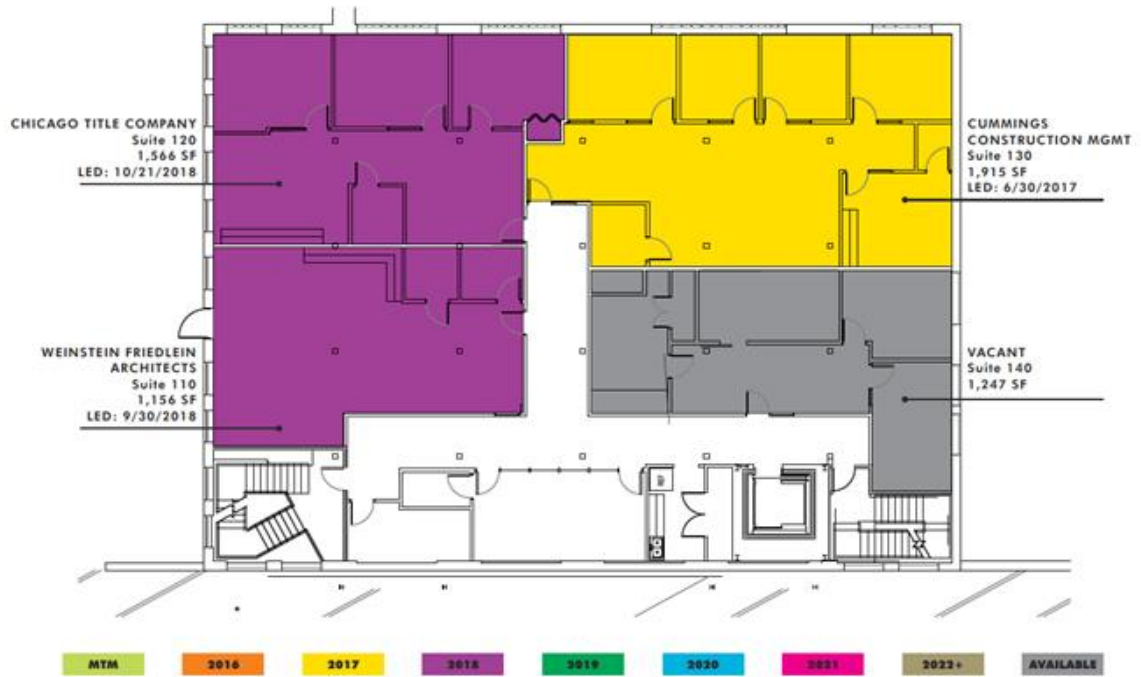 CHICAGO TITLE COMPANY
Suite 120
1,566 SF
LED: 10/21/2018
CUMMINGS
CONSTRUCTION MGMT
Suite 130
1,915 SF
LED: 6/30/2017
WEINSTEIN FRIEDLEIN
ARCHITECTS
Suite 110
1,156 SF
LED: 9/30/2018
VACANT
Suite 140
1,247 SF
REF
MTM
2016
2017
2018
2019
2020
2021
2022+
AVAILABLE